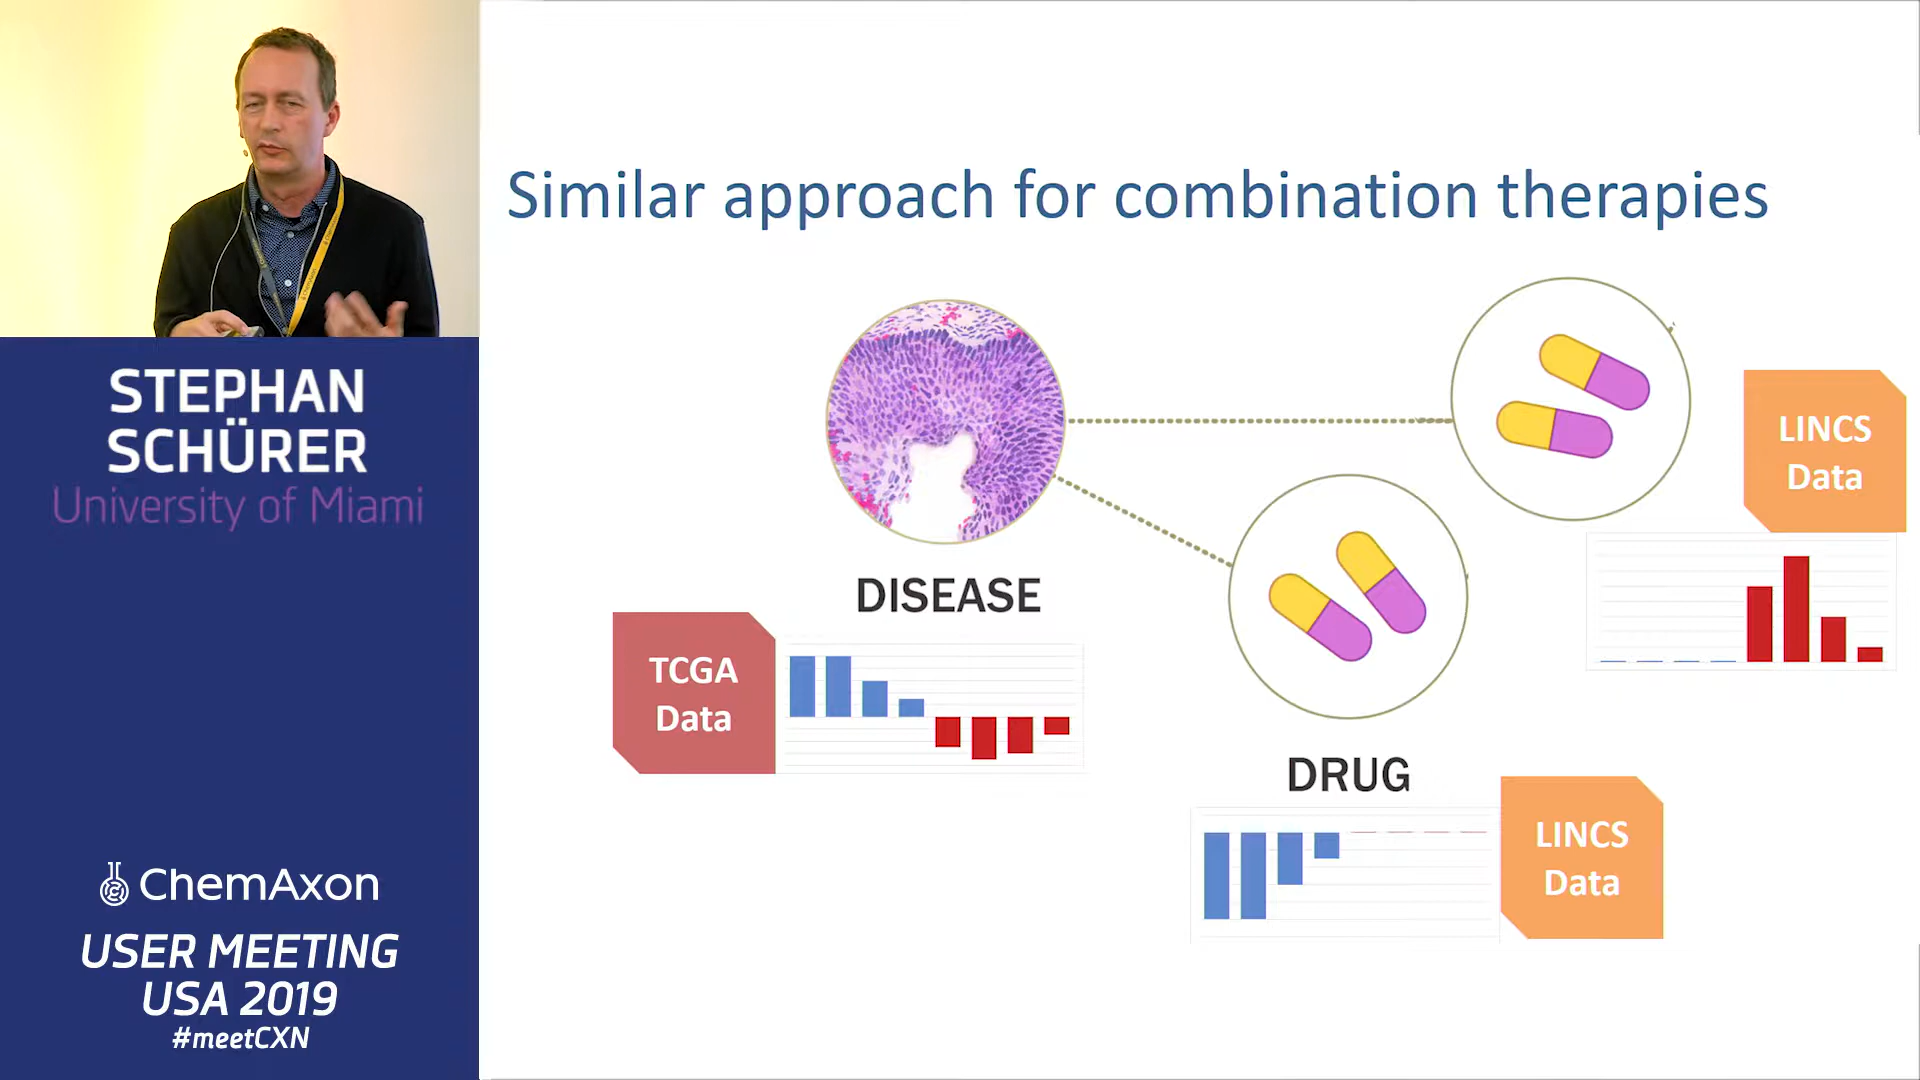 STEPHAN
SCHÜRER
University of Miami
ChemAxon
USER MEETING
USA 2019
#meetCXN
Similar approach for combination therapies
DISEASE
TCGA
Data
LINCS
Data
DRUG
LINCS
Data